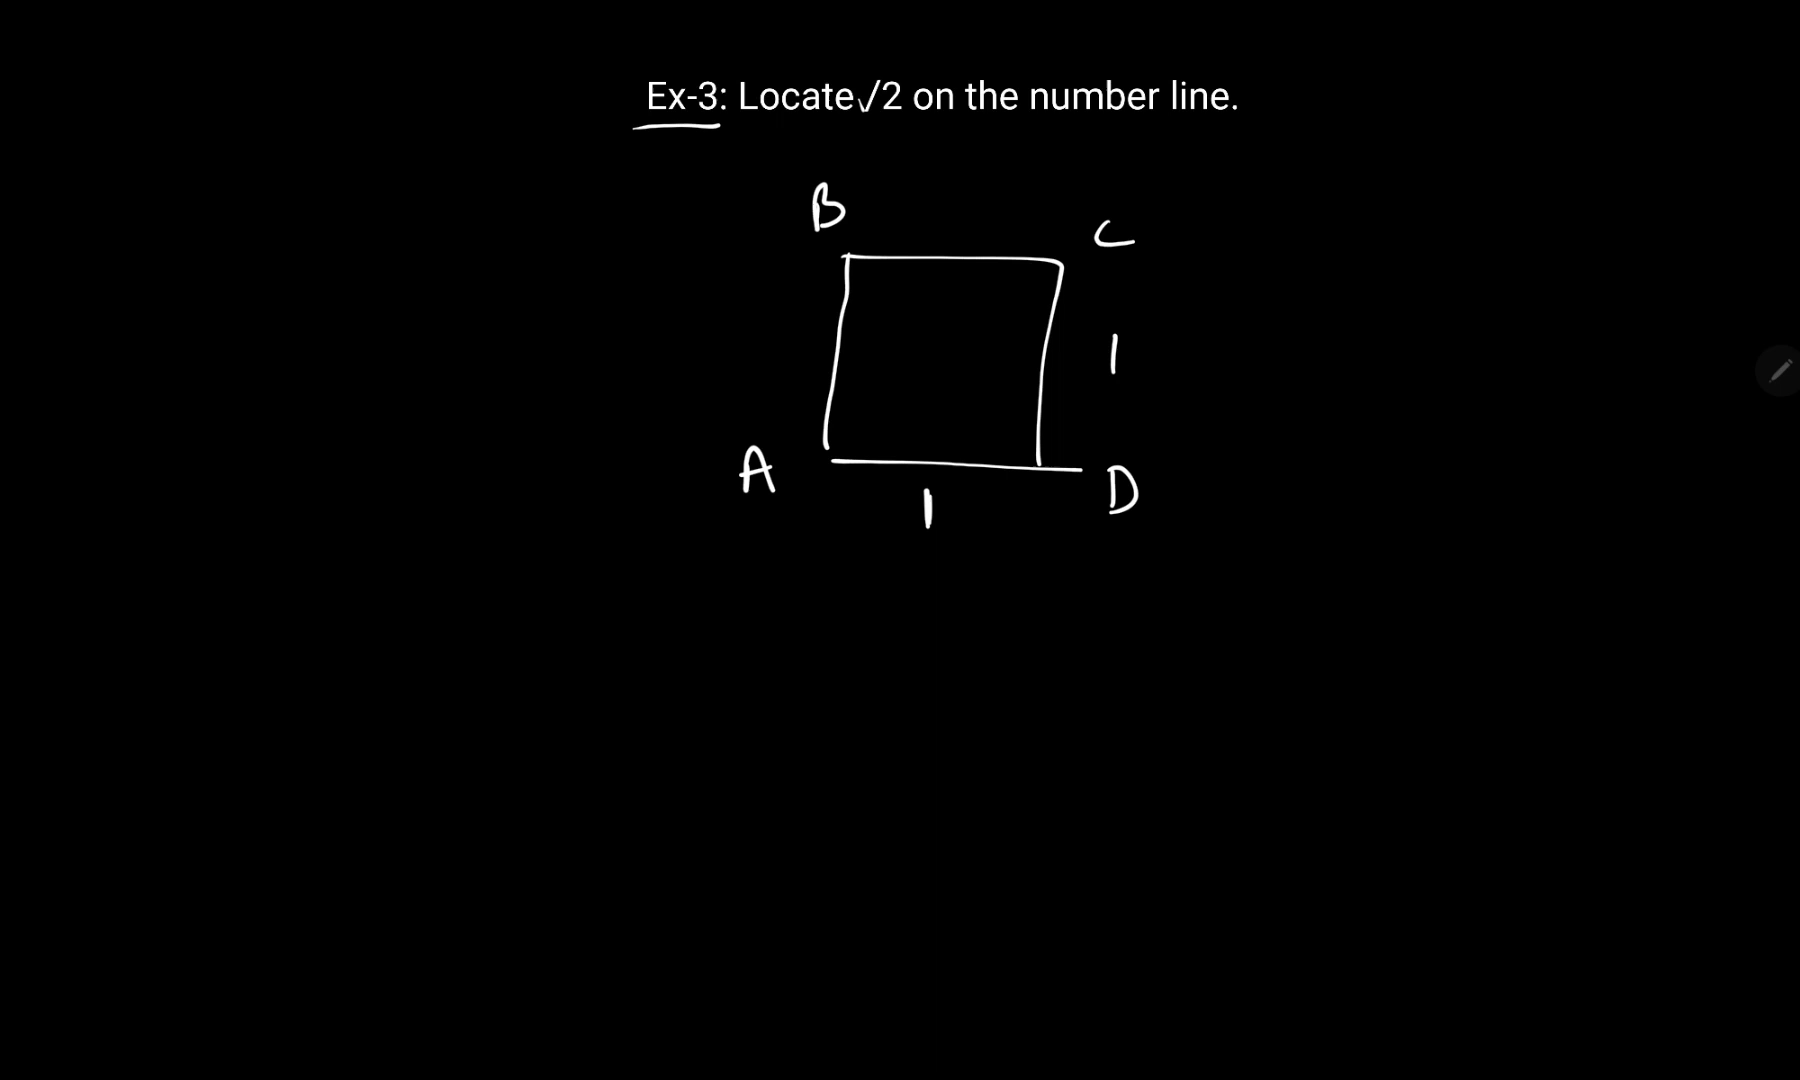 Ex-3: Locate√2 on the number line.
B
C
1
A
D
1